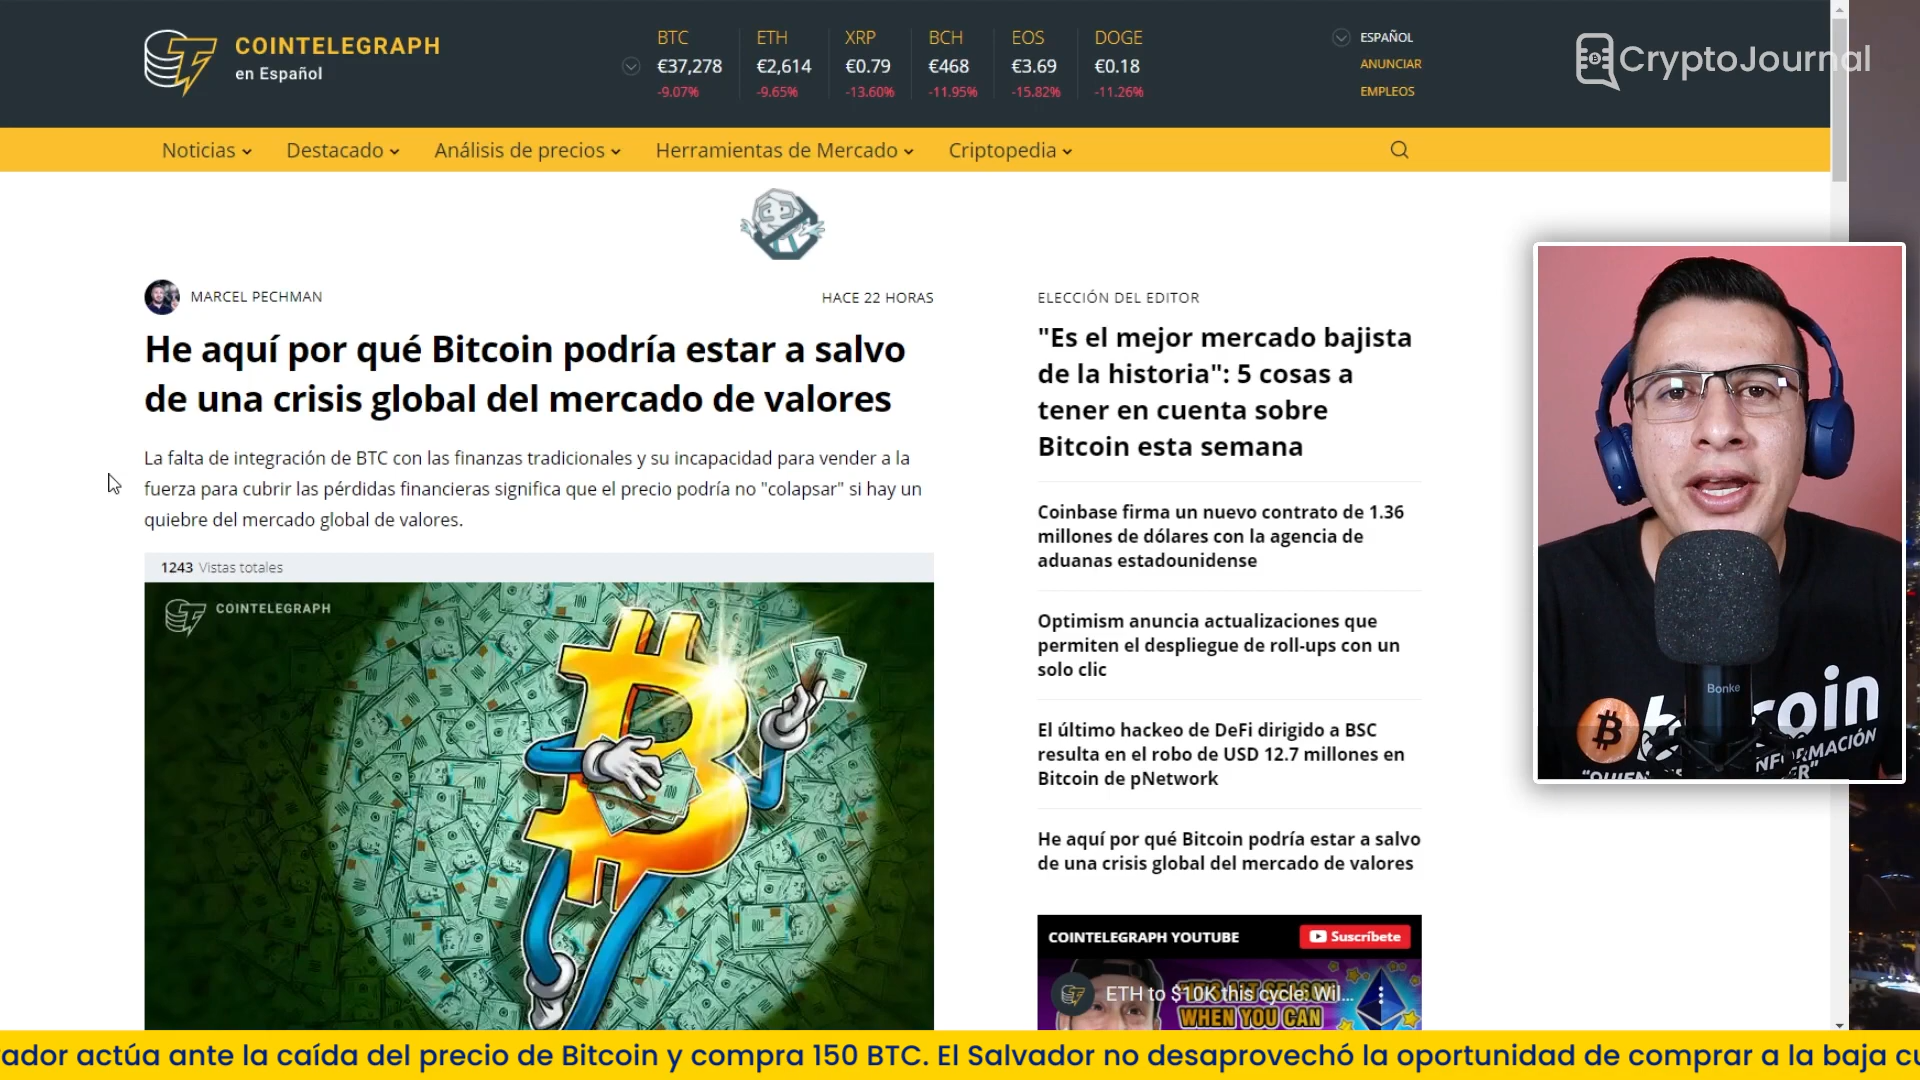 COINTELEGRAPH
en Español
BTC
€37,278
-9.07%
ETH
€2,614
-9.65%
XRP
€0.79
-13.60%
BCH
€468
-11.95%
EOS
€3.69
-15.82%
DOGE
€0.18
-11.26%
ESPAÑOL
ANUNCIAR
EMPLEOS
CryptoJournal
Noticias
Destacado
Análisis de precios
Herramientas de Mercado
Criptopedia
MARCEL PECHMAN
HACE 22 HORAS
He aquí por qué Bitcoin podría estar a salvo
de una crisis global del mercado de valores
La falta de integración de BTC con las finanzas tradicionales y su incapacidad para vender a la
fuerza para cubrir las pérdidas financieras significa que el precio podría no "colapsar" si hay un
quiebre del mercado global de valores.
1243 Vistas totales
COINTELEGRAPH
ELECCIÓN DEL EDITOR
"Es el mejor mercado bajista
de la historia": 5 cosas a
tener en cuenta sobre
Bitcoin esta semana
Coinbase firma un nuevo contrato de 1.36
millones de dólares con la agencia de
aduanas estadounidense
Optimism anuncia actualizaciones que
permiten el despliegue de roll-ups con un
solo clic
El último hackeo de DeFi dirigido a BSC
resulta en el robo de USD 12.7 millones en
Bitcoin de pNetwork
He aquí por qué Bitcoin podría estar a salvo
de una crisis global del mercado de valores
COINTELEGRAPH YOUTUBE
Suscríbete
ETH to $10K this cycle: Wil...
WHEN YOU CAN
Bonke
coin
vador actúa ante la caída del precio de Bitcoin y compra 150 BTC. El Salvador no desaprovechó la oportunidad de comprar a la baja cu